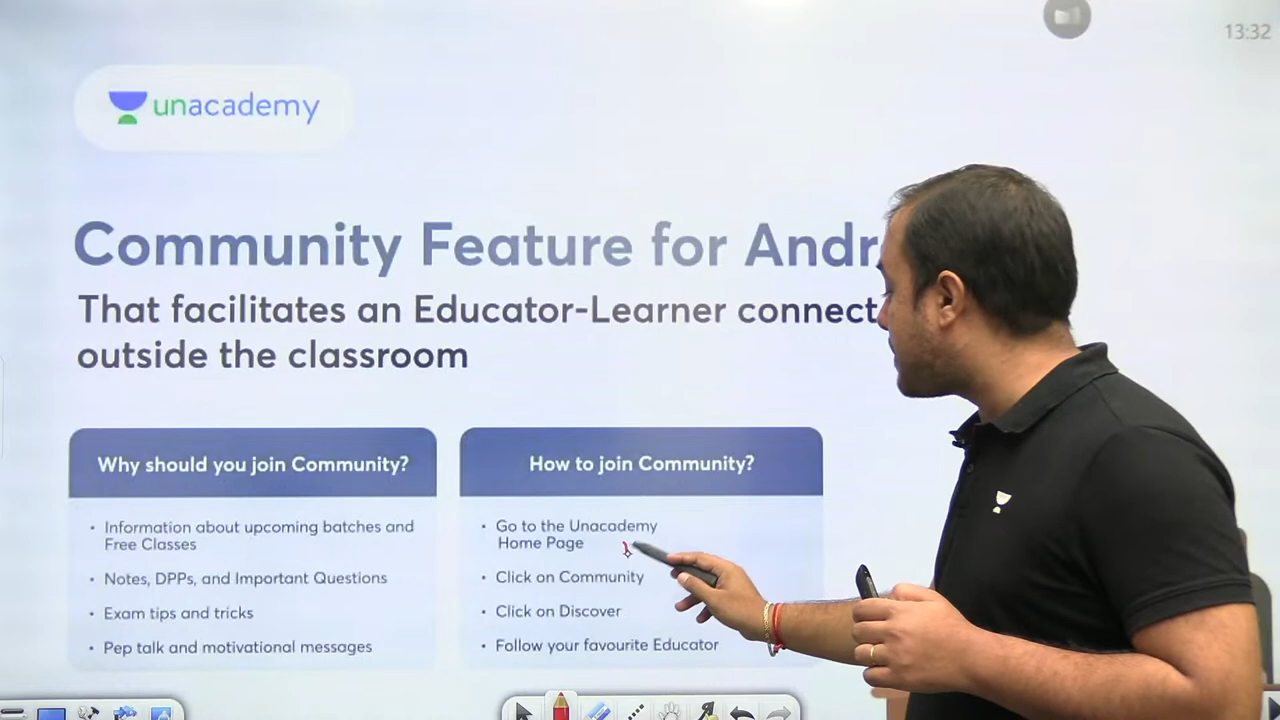 13:32
unacademy
Community Feature for Andr
That facilitates an Educator-Learner connect
outside the classroom
Why should you join Community?
• Information about upcoming batches and
Free Classes
• Notes, DPPs, and Important Questions
• Exam tips and tricks
• Pep talk and motivational messages
How to join Community?
• Go to the Unacademy
Home Page
• Click on Community
• Click on Discover
• Follow your favourite Educator